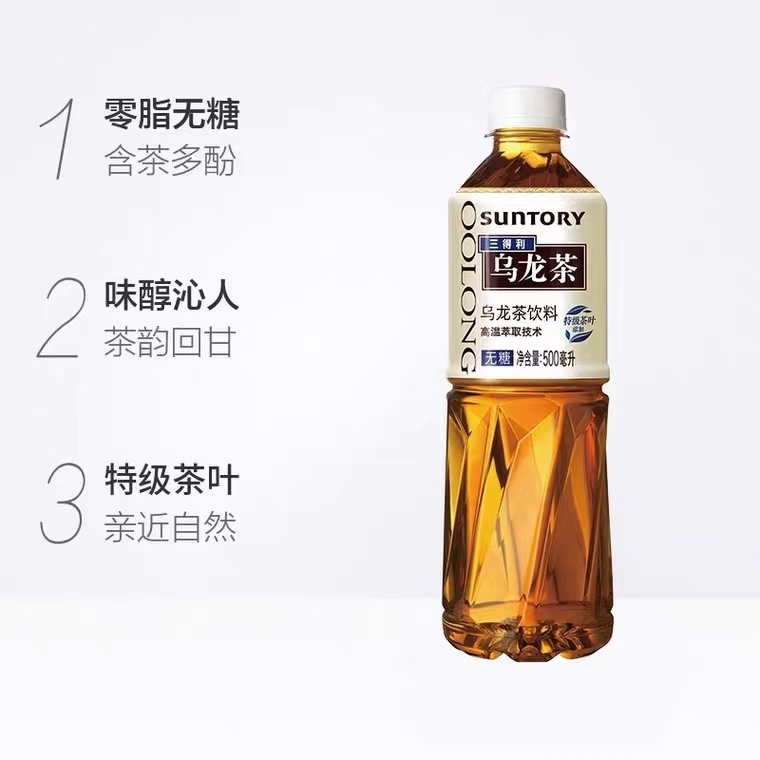 1
零脂无糖
含茶多酚
2
味醇沁人
茶韵回甘
3
特级茶叶
亲近自然
OOLONG
SUNTORY
三得利
乌龙茶
乌龙茶饮料
高温萃取技术
特级茶叶
添加
无糖 净含量:500毫升